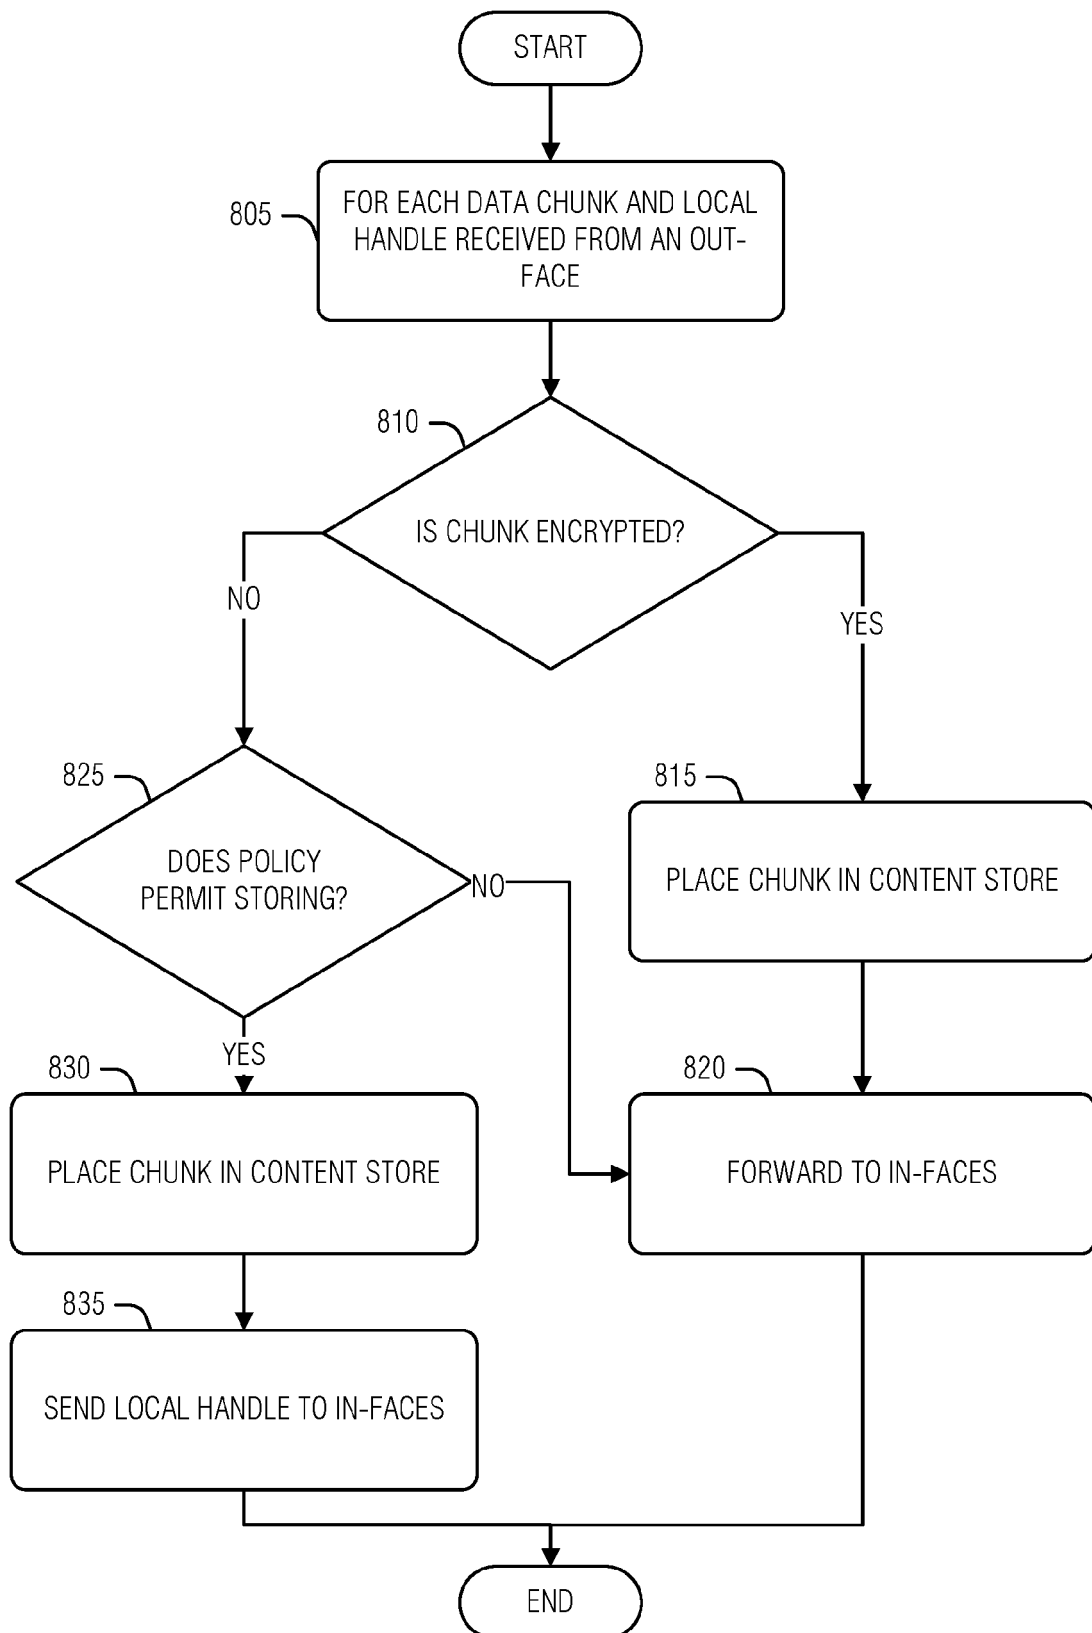 START
805
FOR EACH DATA CHUNK AND LOCAL
HANDLE RECEIVED FROM AN OUT-
FACE
810
IS CHUNK ENCRYPTED?
NO
YES
825
DOES POLICY
PERMIT STORING?
NO
815
PLACE CHUNK IN CONTENT STORE
YES
830
PLACE CHUNK IN CONTENT STORE
820
FORWARD TO IN-FACES
835
SEND LOCAL HANDLE TO IN-FACES
END